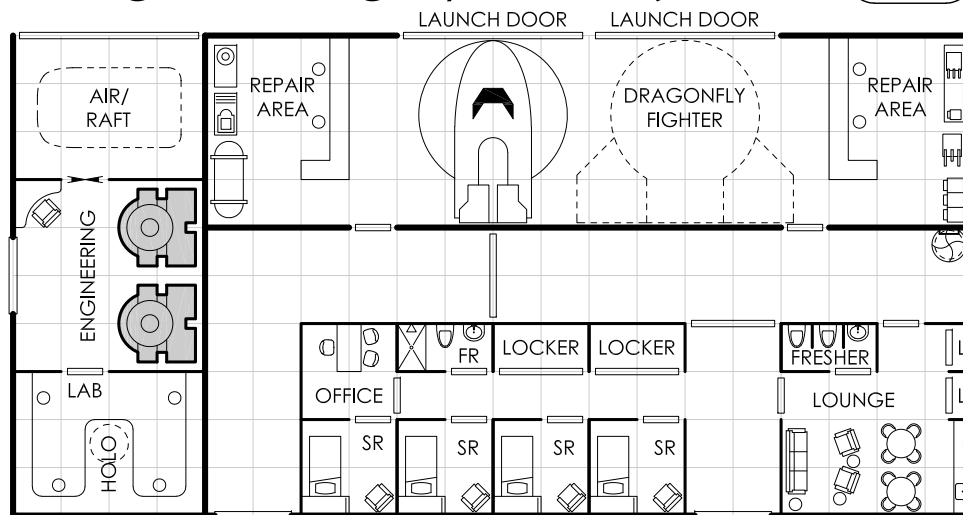 LAUNCH DOOR
LAUNCH DOOR
AIR/
RAFT
REPAIR
AREA
DRAGONFLY
FIGHTER
REPAIR
AREA
ENGINEERING
FR
LOCKER
LOCKER
FRESHER
LAB
OFFICE
LOUNGE
HOLO
SR
SR
SR
SR